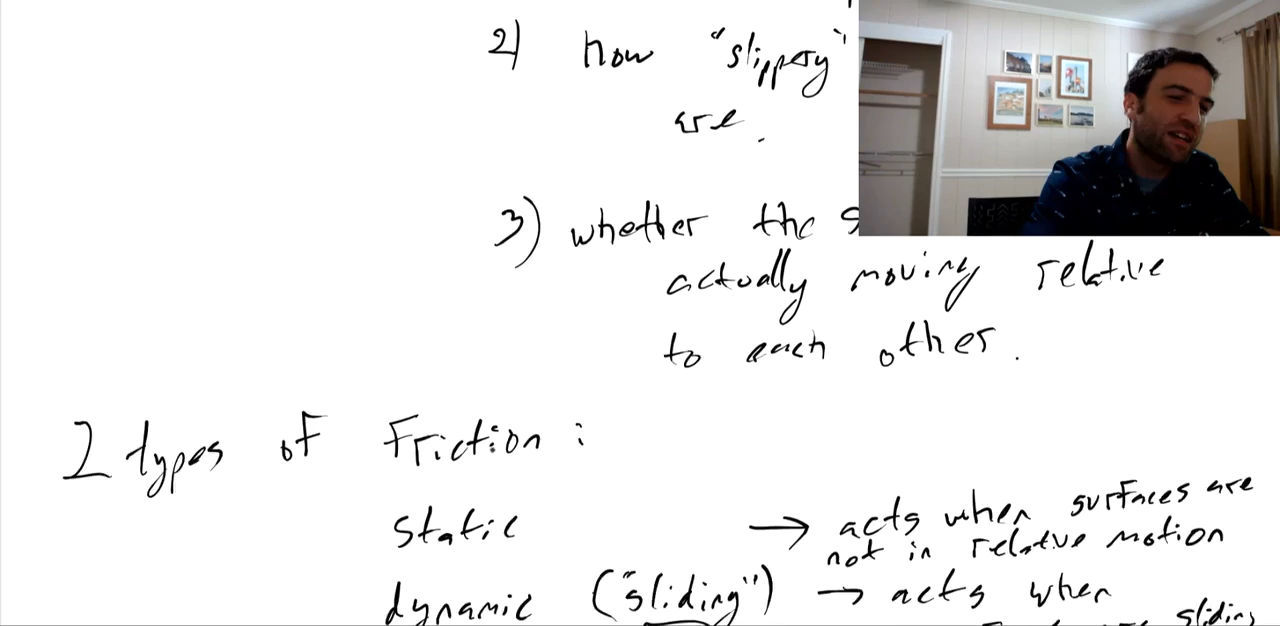 2) how "slippery"
are.
3) whether the s
actually moving relative
to each other.
2 types of Friction :
static → acts when surfaces are
not in relative motion
dynamic ("sliding") → acts when
sliding